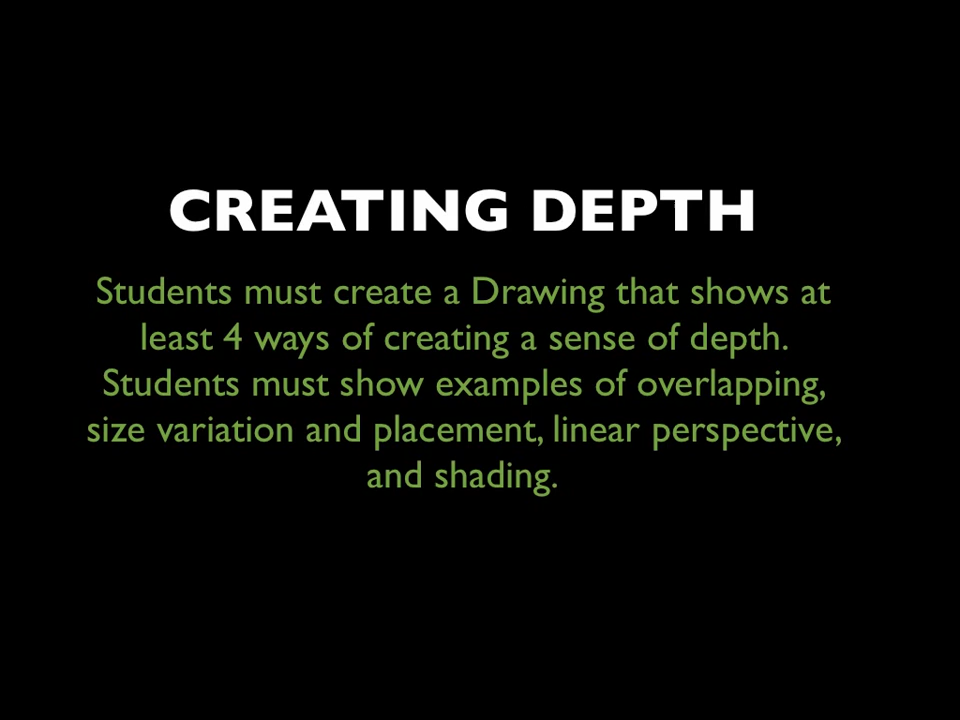 CREATING DEPTH
Students must create a Drawing that shows at
least 4 ways of creating a sense of depth.
Students must show examples of overlapping,
size variation and placement, linear perspective,
and shading.